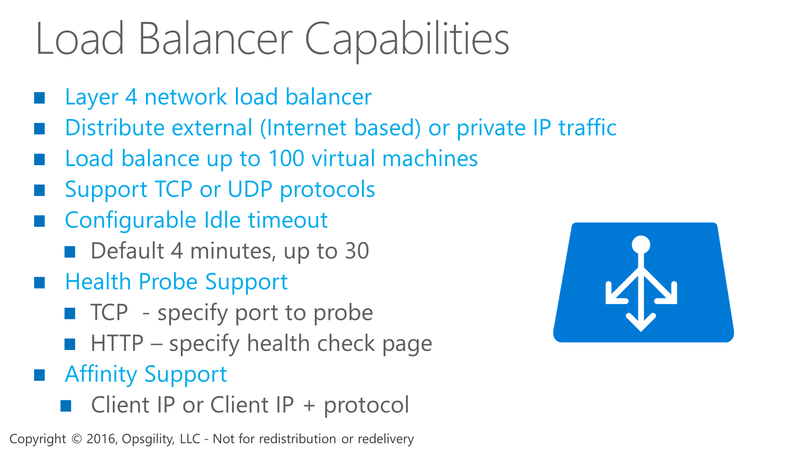 Load Balancer Capabilities
Layer 4 network load balancer
Distribute external (Internet based) or private IP traffic
Load balance up to 100 virtual machines
Support TCP or UDP protocols
Configurable Idle timeout
Default 4 minutes, up to 30
Health Probe Support
TCP  - specify port to probe
HTTP – specify health check page
Affinity Support
Client IP or Client IP + protocol
Copyright © 2016, Opsgility, LLC - Not for redistribution or redelivery